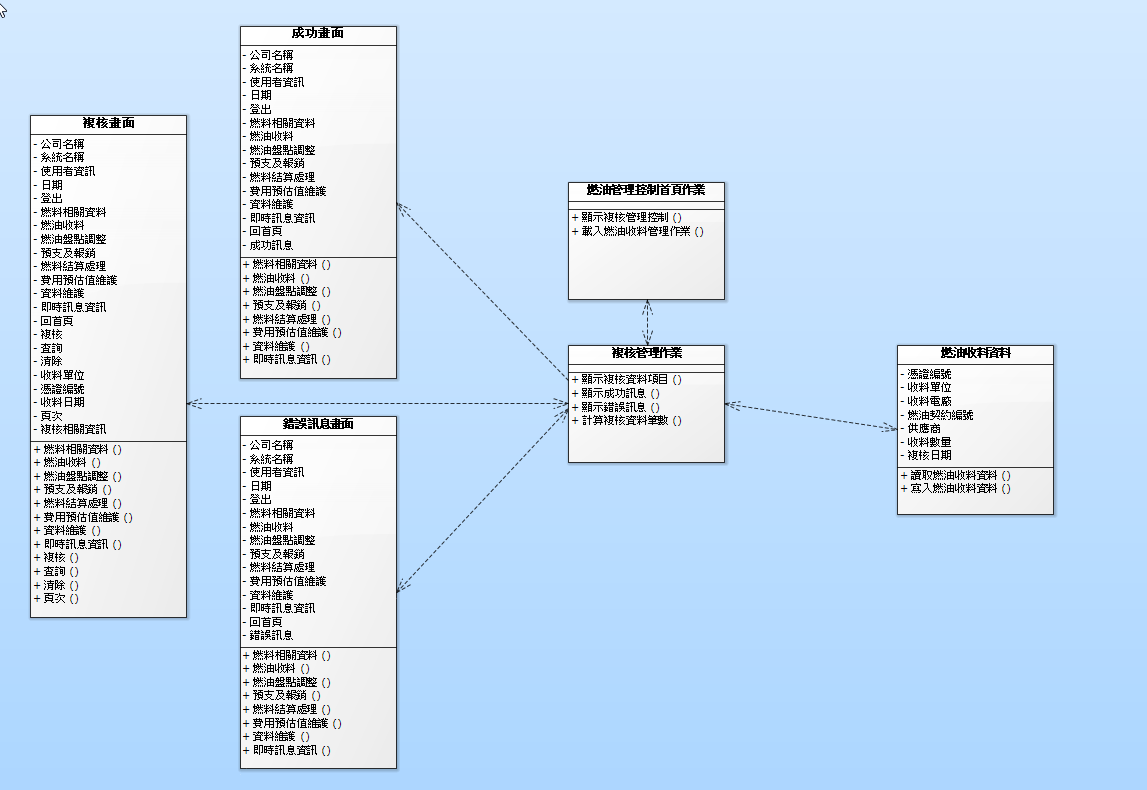 複核畫面
- 公司名稱
- 系統名稱
- 使用者資訊
- 日期
- 登出
- 燃料相關資料
- 燃油收料
- 燃油盤點調整
- 預支及報銷
- 燃料結算處理
- 費用預估值維護
- 資料維護
- 即時訊息資訊
- 回首頁
- 複核
- 查詢
- 清除
- 收料單位
- 憑證編號
- 收料日期
- 頁次
- 複核相關資訊
+ 燃料相關資料 ()
+ 燃油收料 ()
+ 燃油盤點調整 ()
+ 預支及報銷 ()
+ 燃料結算處理 ()
+ 費用預估值維護 ()
+ 資料維護 ()
+ 即時訊息資訊 ()
+ 複核 ()
+ 查詢 ()
+ 清除 ()
+ 頁次 ()
成功畫面
- 公司名稱
- 系統名稱
- 使用者資訊
- 日期
- 登出
- 燃料相關資料
- 燃油收料
- 燃油盤點調整
- 預支及報銷
- 燃料結算處理
- 費用預估值維護
- 資料維護
- 即時訊息資訊
- 回首頁
- 成功訊息
+ 燃料相關資料 ()
+ 燃油收料 ()
+ 燃油盤點調整 ()
+ 預支及報銷 ()
+ 燃料結算處理 ()
+ 費用預估值維護 ()
+ 資料維護 ()
+ 即時訊息資訊 ()
錯誤訊息畫面
- 公司名稱
- 系統名稱
- 使用者資訊
- 日期
- 登出
- 燃料相關資料
- 燃油收料
- 燃油盤點調整
- 預支及報銷
- 燃料結算處理
- 費用預估值維護
- 資料維護
- 即時訊息資訊
- 回首頁
- 錯誤訊息
+ 燃料相關資料 ()
+ 燃油收料 ()
+ 燃油盤點調整 ()
+ 預支及報銷 ()
+ 燃料結算處理 ()
+ 費用預估值維護 ()
+ 資料維護 ()
+ 即時訊息資訊 ()
燃油管理控制首頁作業
+ 顯示複核管理控制 ()
+ 載入燃油收料管理作業 ()
複核管理作業
+ 顯示複核資料項目 ()
+ 顯示成功訊息 ()
+ 顯示錯誤訊息 ()
+ 計算複核資料筆數 ()
燃油收料資料
- 憑證編號
- 收料單位
- 收料電廠
- 燃油契約編號
- 供應商
- 收料數量
- 複核日期
+ 讀取燃油收料資料 ()
+ 寫入燃油收料資料 ()